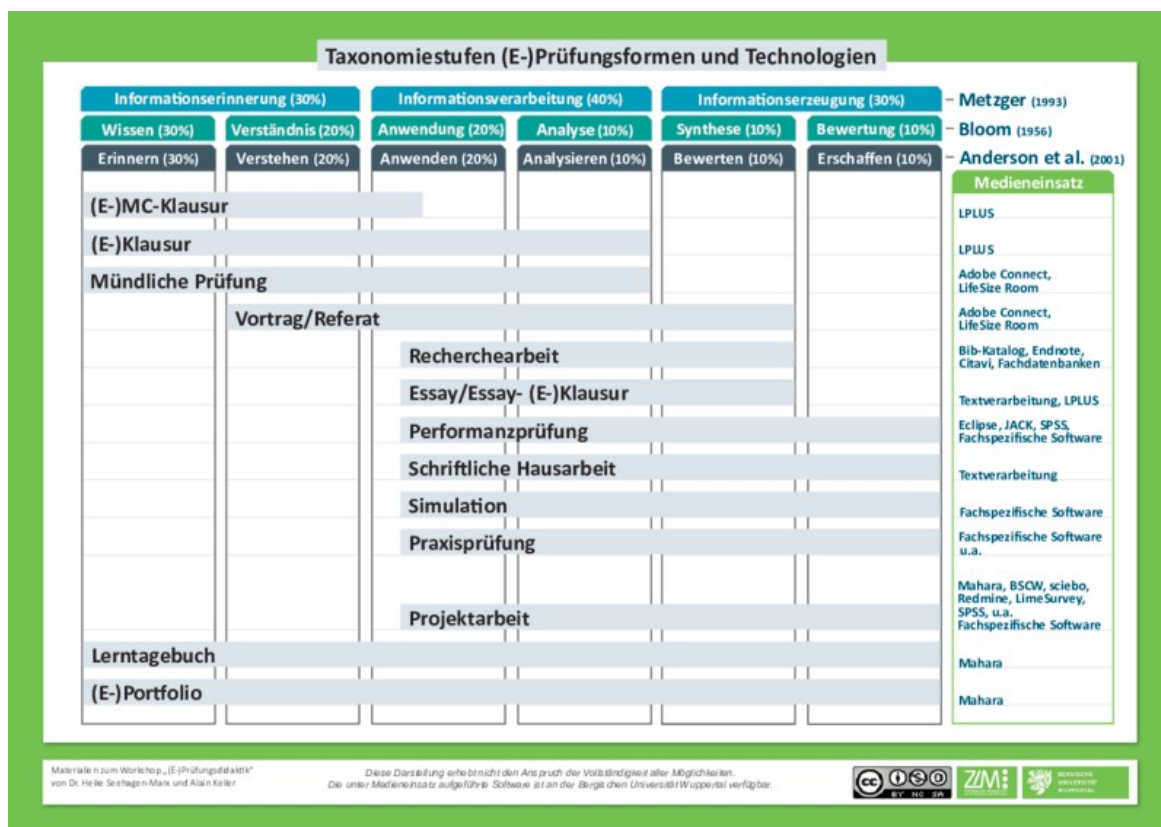 Taxonomiestufen (E-)Prüfungsformen und Technologien
Informationserinnerung (30%) Informationsverarbeitung (40%) Informationserzeugung (30%) – Metzger (1993)
Wissen (30%) Verständnis (20%) Anwendung (20%) Analyse (10%) Synthese (10%) Bewertung (10%) – Bloom (1956)
Erinnern (30%) Verstehen (20%) Anwenden (20%) Analysieren (10%) Bewerten (10%) Erschaffen (10%) – Anderson et al. (2001)
Medieneinsatz
(E-)MC-Klausur
LPLUS
(E-)Klausur
LPLUS
Mündliche Prüfung
Adobe Connect,
LifeSize Room
Vortrag/Referat
Adobe Connect,
LifeSize Room
Recherchearbeit
Bib-Katalog, Endnote,
Citavi, Fachdatenbanken
Essay/Essay- (E-)Klausur
Textverarbeitung, LPLUS
Performanzprüfung
Eclipse, JACK, SPSS,
Fachspezifische Software
Schriftliche Hausarbeit
Textverarbeitung
Simulation
Fachspezifische Software
Praxisprüfung
Fachspezifische Software
u.a.
Projektarbeit
Mahara, BSCW, sciebo,
Redmine, LimeSurvey,
SPSS, u.a.
Fachspezifische Software
Lerntagebuch
Mahara
(E-)Portfolio
Mahara
Materialien zum Workshop „(E-)Prüfungsdidaktik"
von Dr. Heike Seehagen-Marx und Alain Keller
Diese Darstellung erhebt nicht den Anspruch der Vollständigkeit aller Möglichkeiten.
Die unter Medieneinsatz aufgeführte Software ist an der Bergischen Universität Wuppertal verfügbar.
cc
BY NC SA
ZIM
BERGISCHE
UNIVERSITÄT
WUPPERTAL